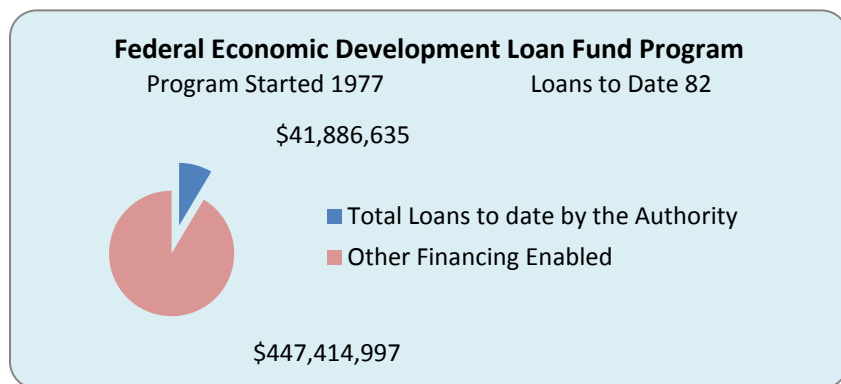 Federal Economic Development Loan Fund Program
Program Started 1977 Loans to Date 82
$41,886,635
Total Loans to date by the Authority
Other Financing Enabled
$447,414,997